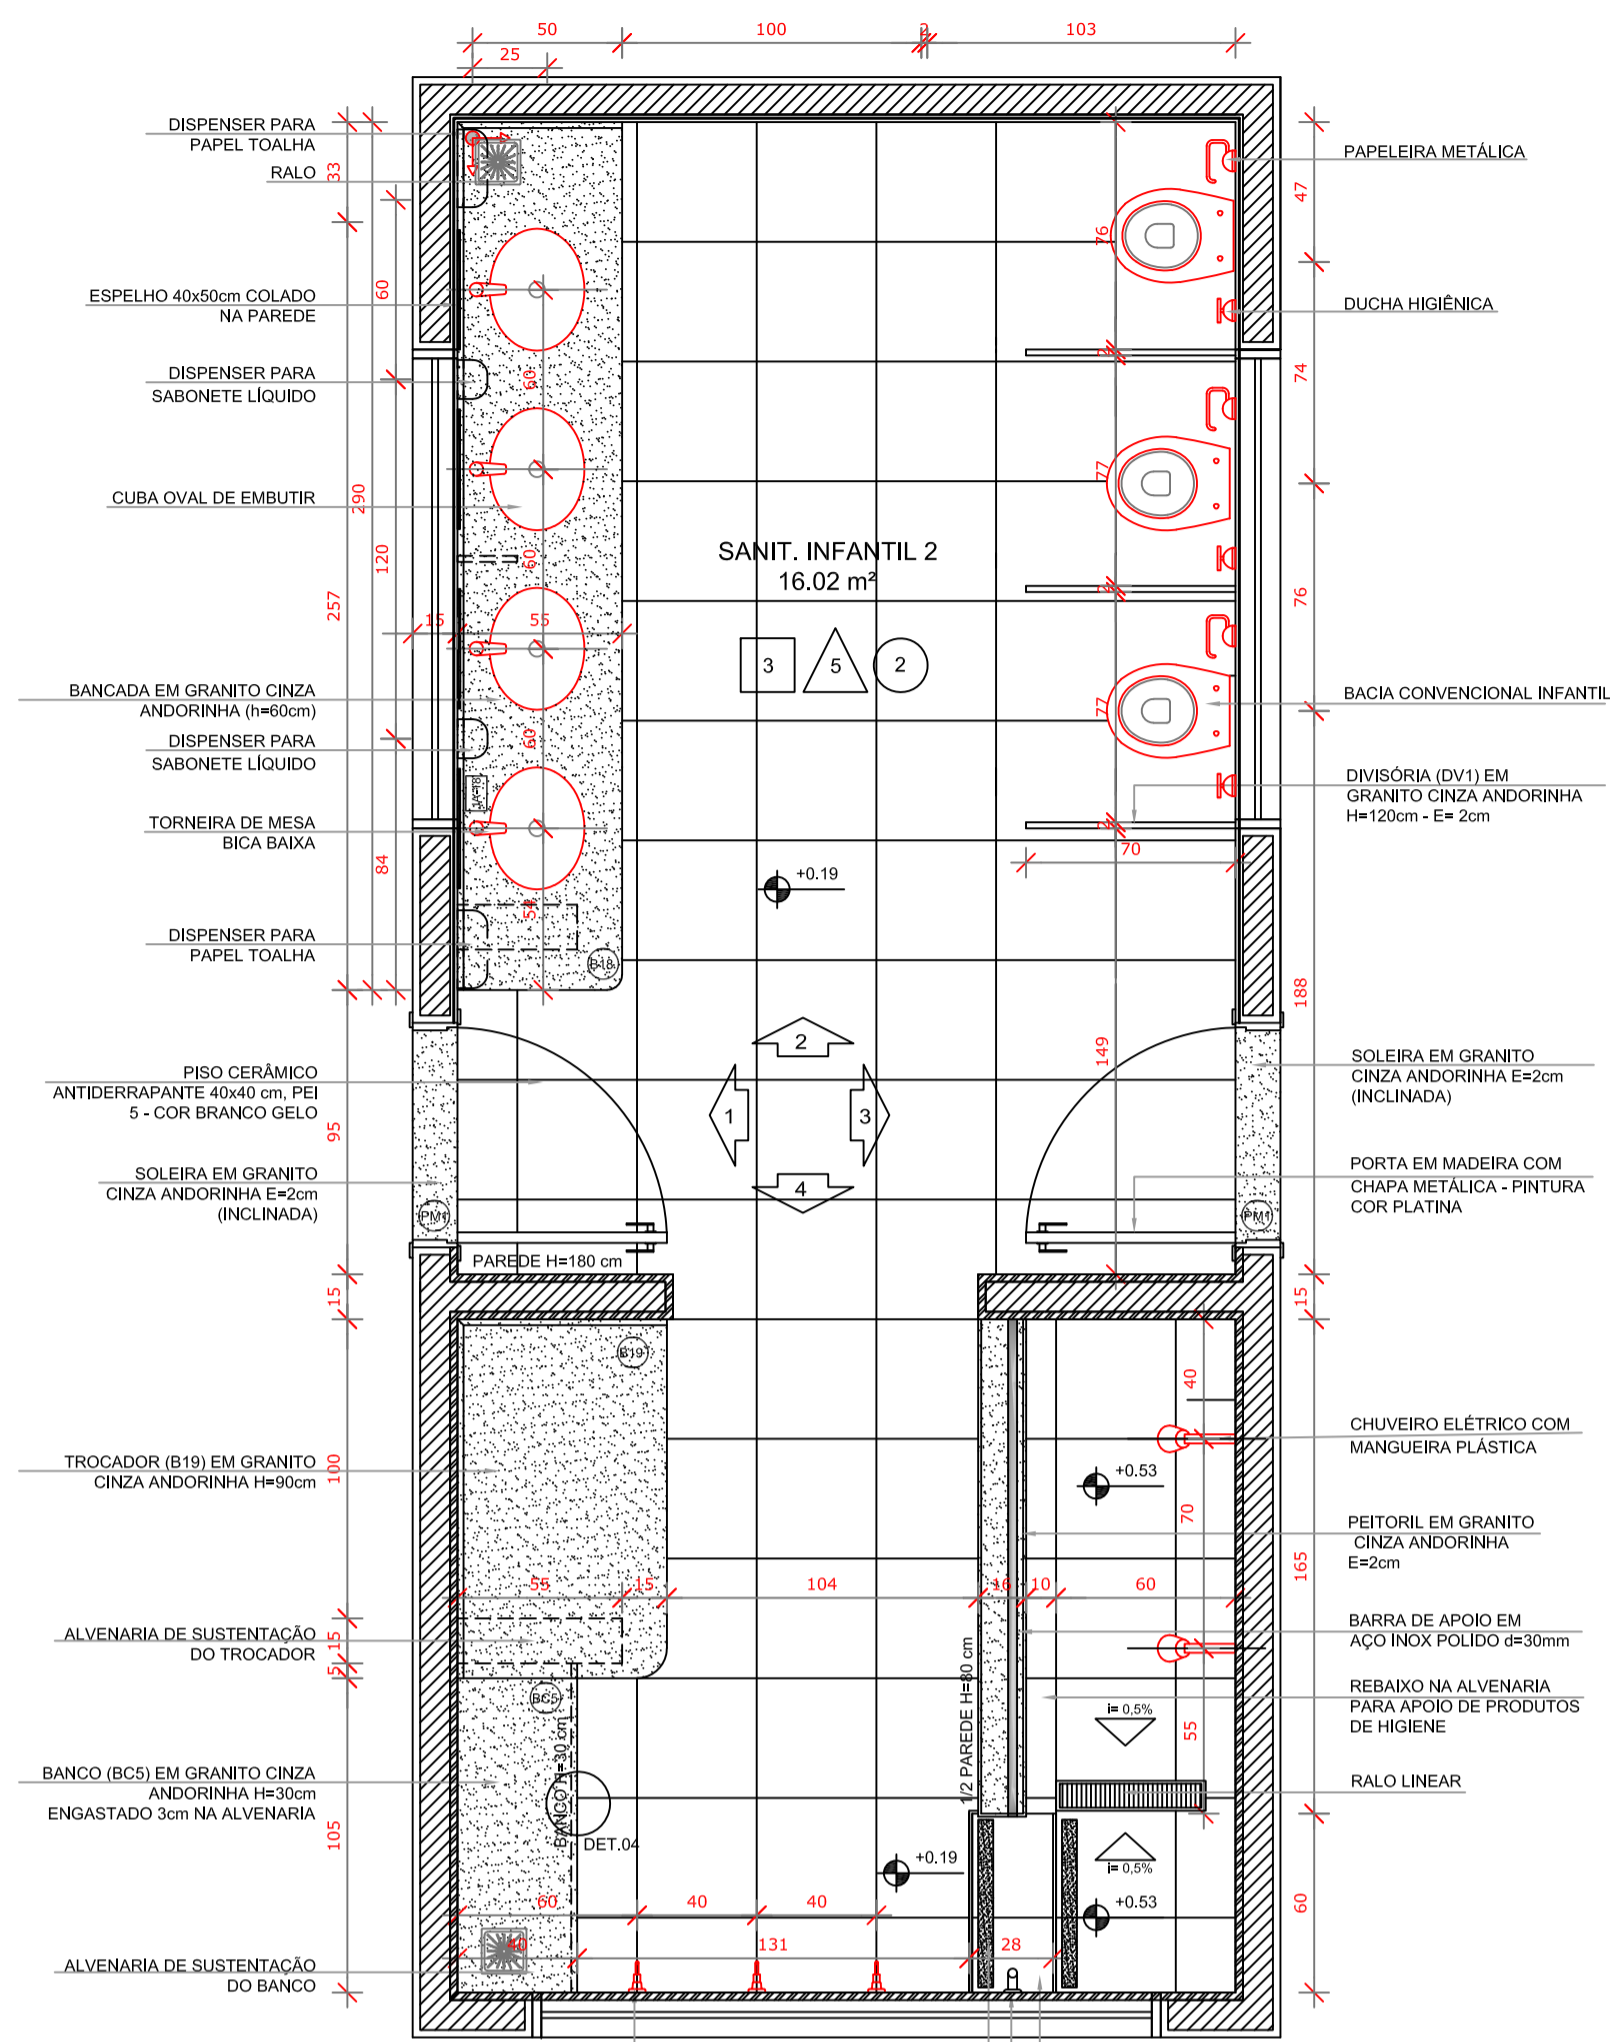 50
100
2
103
25
DISPENSER PARA
PAPEL TOALHA
RALO
33
PAPELEIRA METÁLICA
47
76
60
ESPELHO 40x50cm COLADO
NA PAREDE
DUCHA HIGIÊNICA
2
74
DISPENSER PARA
SABONETE LÍQUIDO
60
77
CUBA OVAL DE EMBUTIR
290
120
257
60
SANIT. INFANTIL 2
16.02 m²
2
76
15
55
3
5
2
BANCADA EM GRANITO CINZA
ANDORINHA (h=60cm)
77
BACIA CONVENCIONAL INFANTIL
DISPENSER PARA
SABONETE LÍQUIDO
60
DIVISÓRIA (DV1) EM
GRANITO CINZA ANDORINHA
H=120cm - E= 2cm
TORNEIRA DE MESA
BICA BAIXA
2
70
84
+0.19
54
DISPENSER PARA
PAPEL TOALHA
B18
188
149
PISO CERÂMICO
ANTIDERRAPANTE 40x40 cm, PEI
5 - COR BRANCO GELO
95
2
1
3
4
SOLEIRA EM GRANITO
CINZA ANDORINHA E=2cm
(INCLINADA)
SOLEIRA EM GRANITO
CINZA ANDORINHA E=2cm
(INCLINADA)
PM1
PM1
PORTA EM MADEIRA COM
CHAPA METÁLICA - PINTURA
COR PLATINA
PAREDE H=180 cm
15
15
B19
40
CHUVEIRO ELÉTRICO COM
MANGUEIRA PLÁSTICA
TROCADOR (B19) EM GRANITO
CINZA ANDORINHA H=90cm
100
+0.53
70
PEITORIL EM GRANITO
CINZA ANDORINHA
E=2cm
165
55
15
104
16
10
60
ALVENARIA DE SUSTENTAÇÃO
DO TROCADOR
15
5
BARRA DE APOIO EM
AÇO INOX POLIDO d=30mm
BC5
1/2 PAREDE H=80 cm
REBAIXO NA ALVENARIA
PARA APOIO DE PRODUTOS
DE HIGIENE
i= 0,5%
55
BANCO (BC5) EM GRANITO CINZA
ANDORINHA H=30cm
ENGASTADO 3cm NA ALVENARIA
BANCO H=30 cm
RALO LINEAR
105
DET.04
+0.19
i= 0,5%
+0.53
60
60
40
40
40
131
28
ALVENARIA DE SUSTENTAÇÃO
DO BANCO